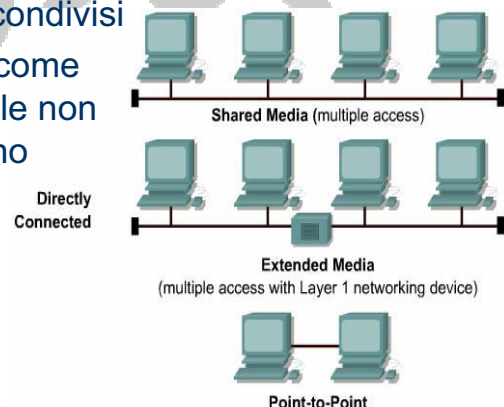 condivisi
come
le non
no
Shared Media (multiple access)
Directly
Connected
Extended Media
(multiple access with Layer 1 networking device)
Point-to-Point